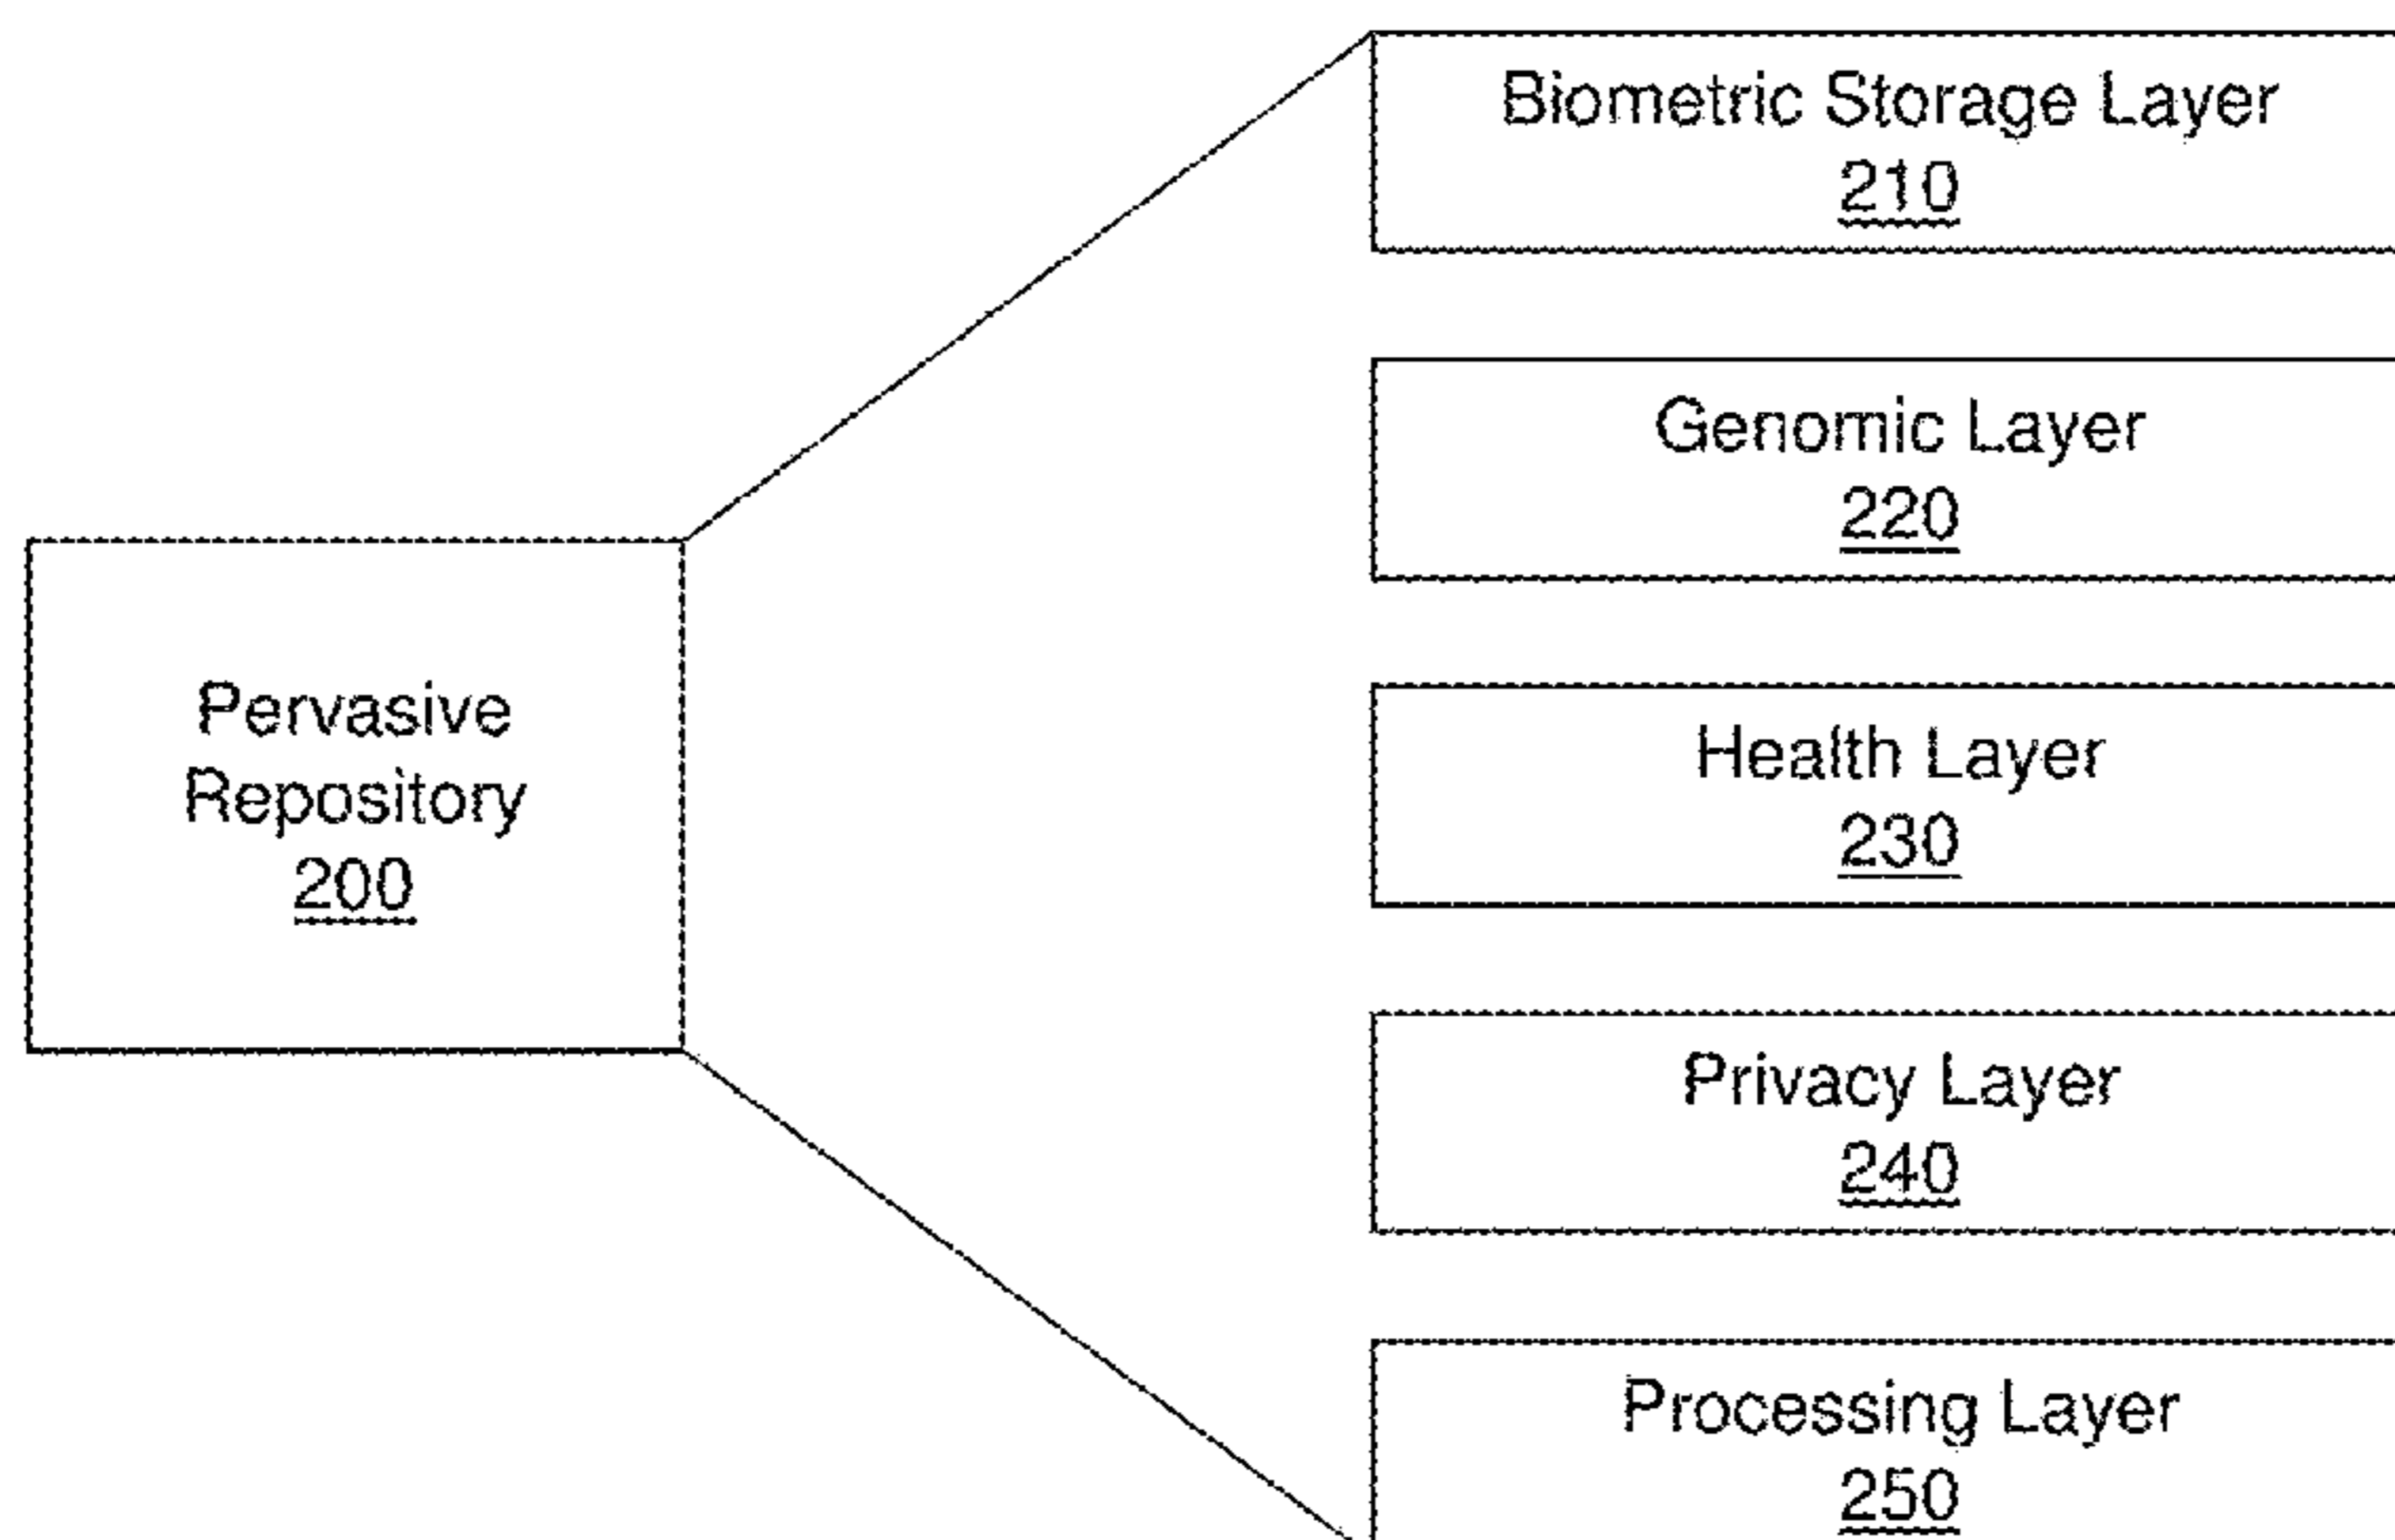 Biometric Storage Layer
210
Genomic Layer
220
Pervasive
Repository
200
Health Layer
230
Privacy Layer
240
Processing Layer
250